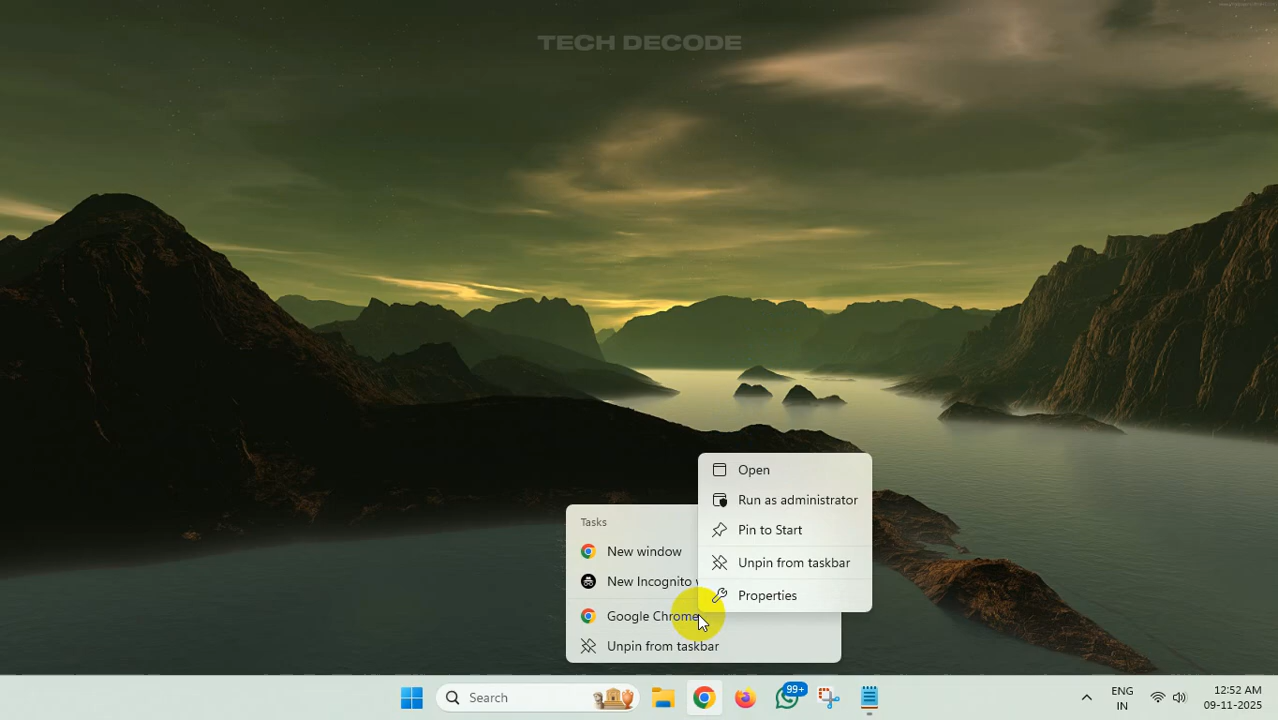 TECH DECODE
Open
Run as administrator
Pin to Start
Unpin from taskbar
Properties
Tasks
New window
New Incognito
Google Chrome
Unpin from taskbar
Search
99+
ENG
IN
12:52 AM
09-11-2025